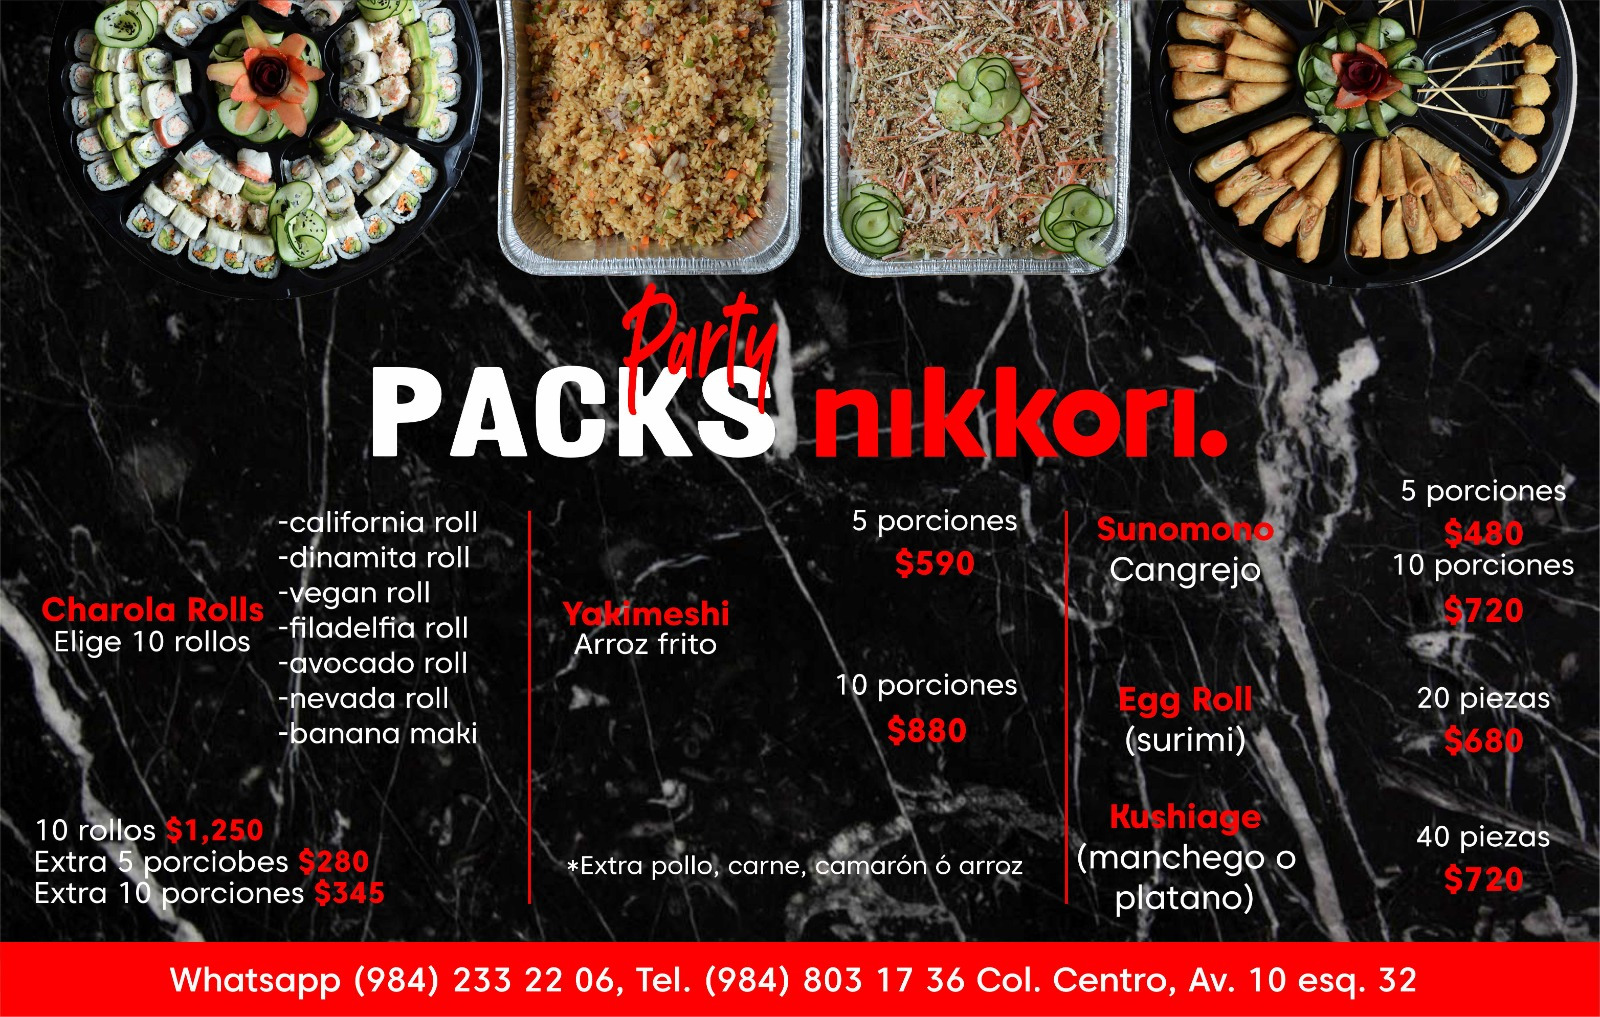 Party
PACKS nikkori.
Charola Rolls
Elige 10 rollos
-california roll
-dinamita roll
-vegan roll
-filadelfia roll
-avocado roll
-nevada roll
-banana maki
10 rollos $1,250
Extra 5 porciobes $280
Extra 10 porciones $345
Yakimeshi
Arroz frito
5 porciones
$590
10 porciones
$880
*Extra pollo, carne, camarón ó arroz
Sunomono
Cangrejo
5 porciones
$480
10 porciones
$720
Egg Roll
(surimi)
20 piezas
$680
Kushiage
(manchego o
platano)
40 piezas
$720
Whatsapp (984) 233 22 06, Tel. (984) 803 17 36 Col. Centro, Av. 10 esq. 32